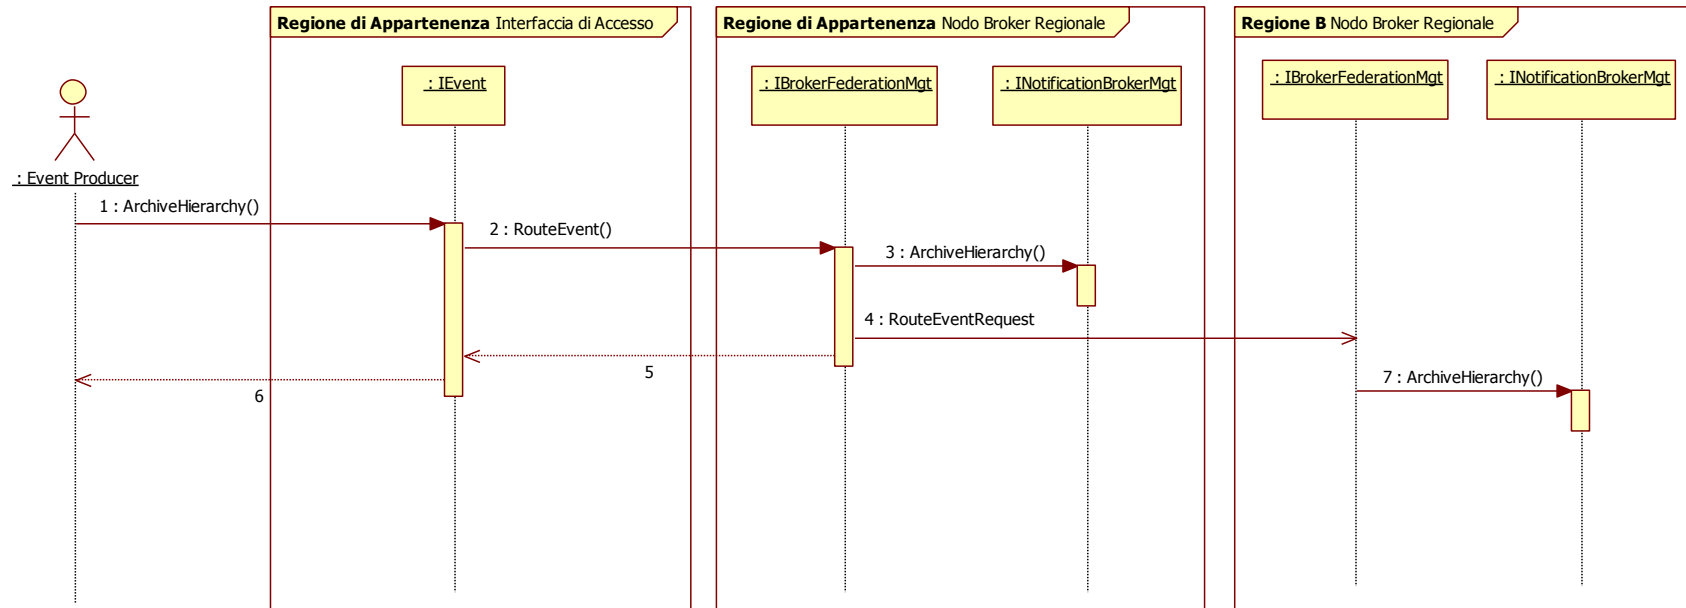 Regione di Appartenenza Interfaccia di Accesso
Regione di Appartenenza Nodo Broker Regionale
Regione B Nodo Broker Regionale
: IEvent
: IBrokerFederationMgt
: INotificationBrokerMgt
: IBrokerFederationMgt
: INotificationBrokerMgt
: Event Producer
1 : ArchiveHierarchy()
2 : RouteEvent()
3 : ArchiveHierarchy()
4 : RouteEventRequest
5
6
7 : ArchiveHierarchy()